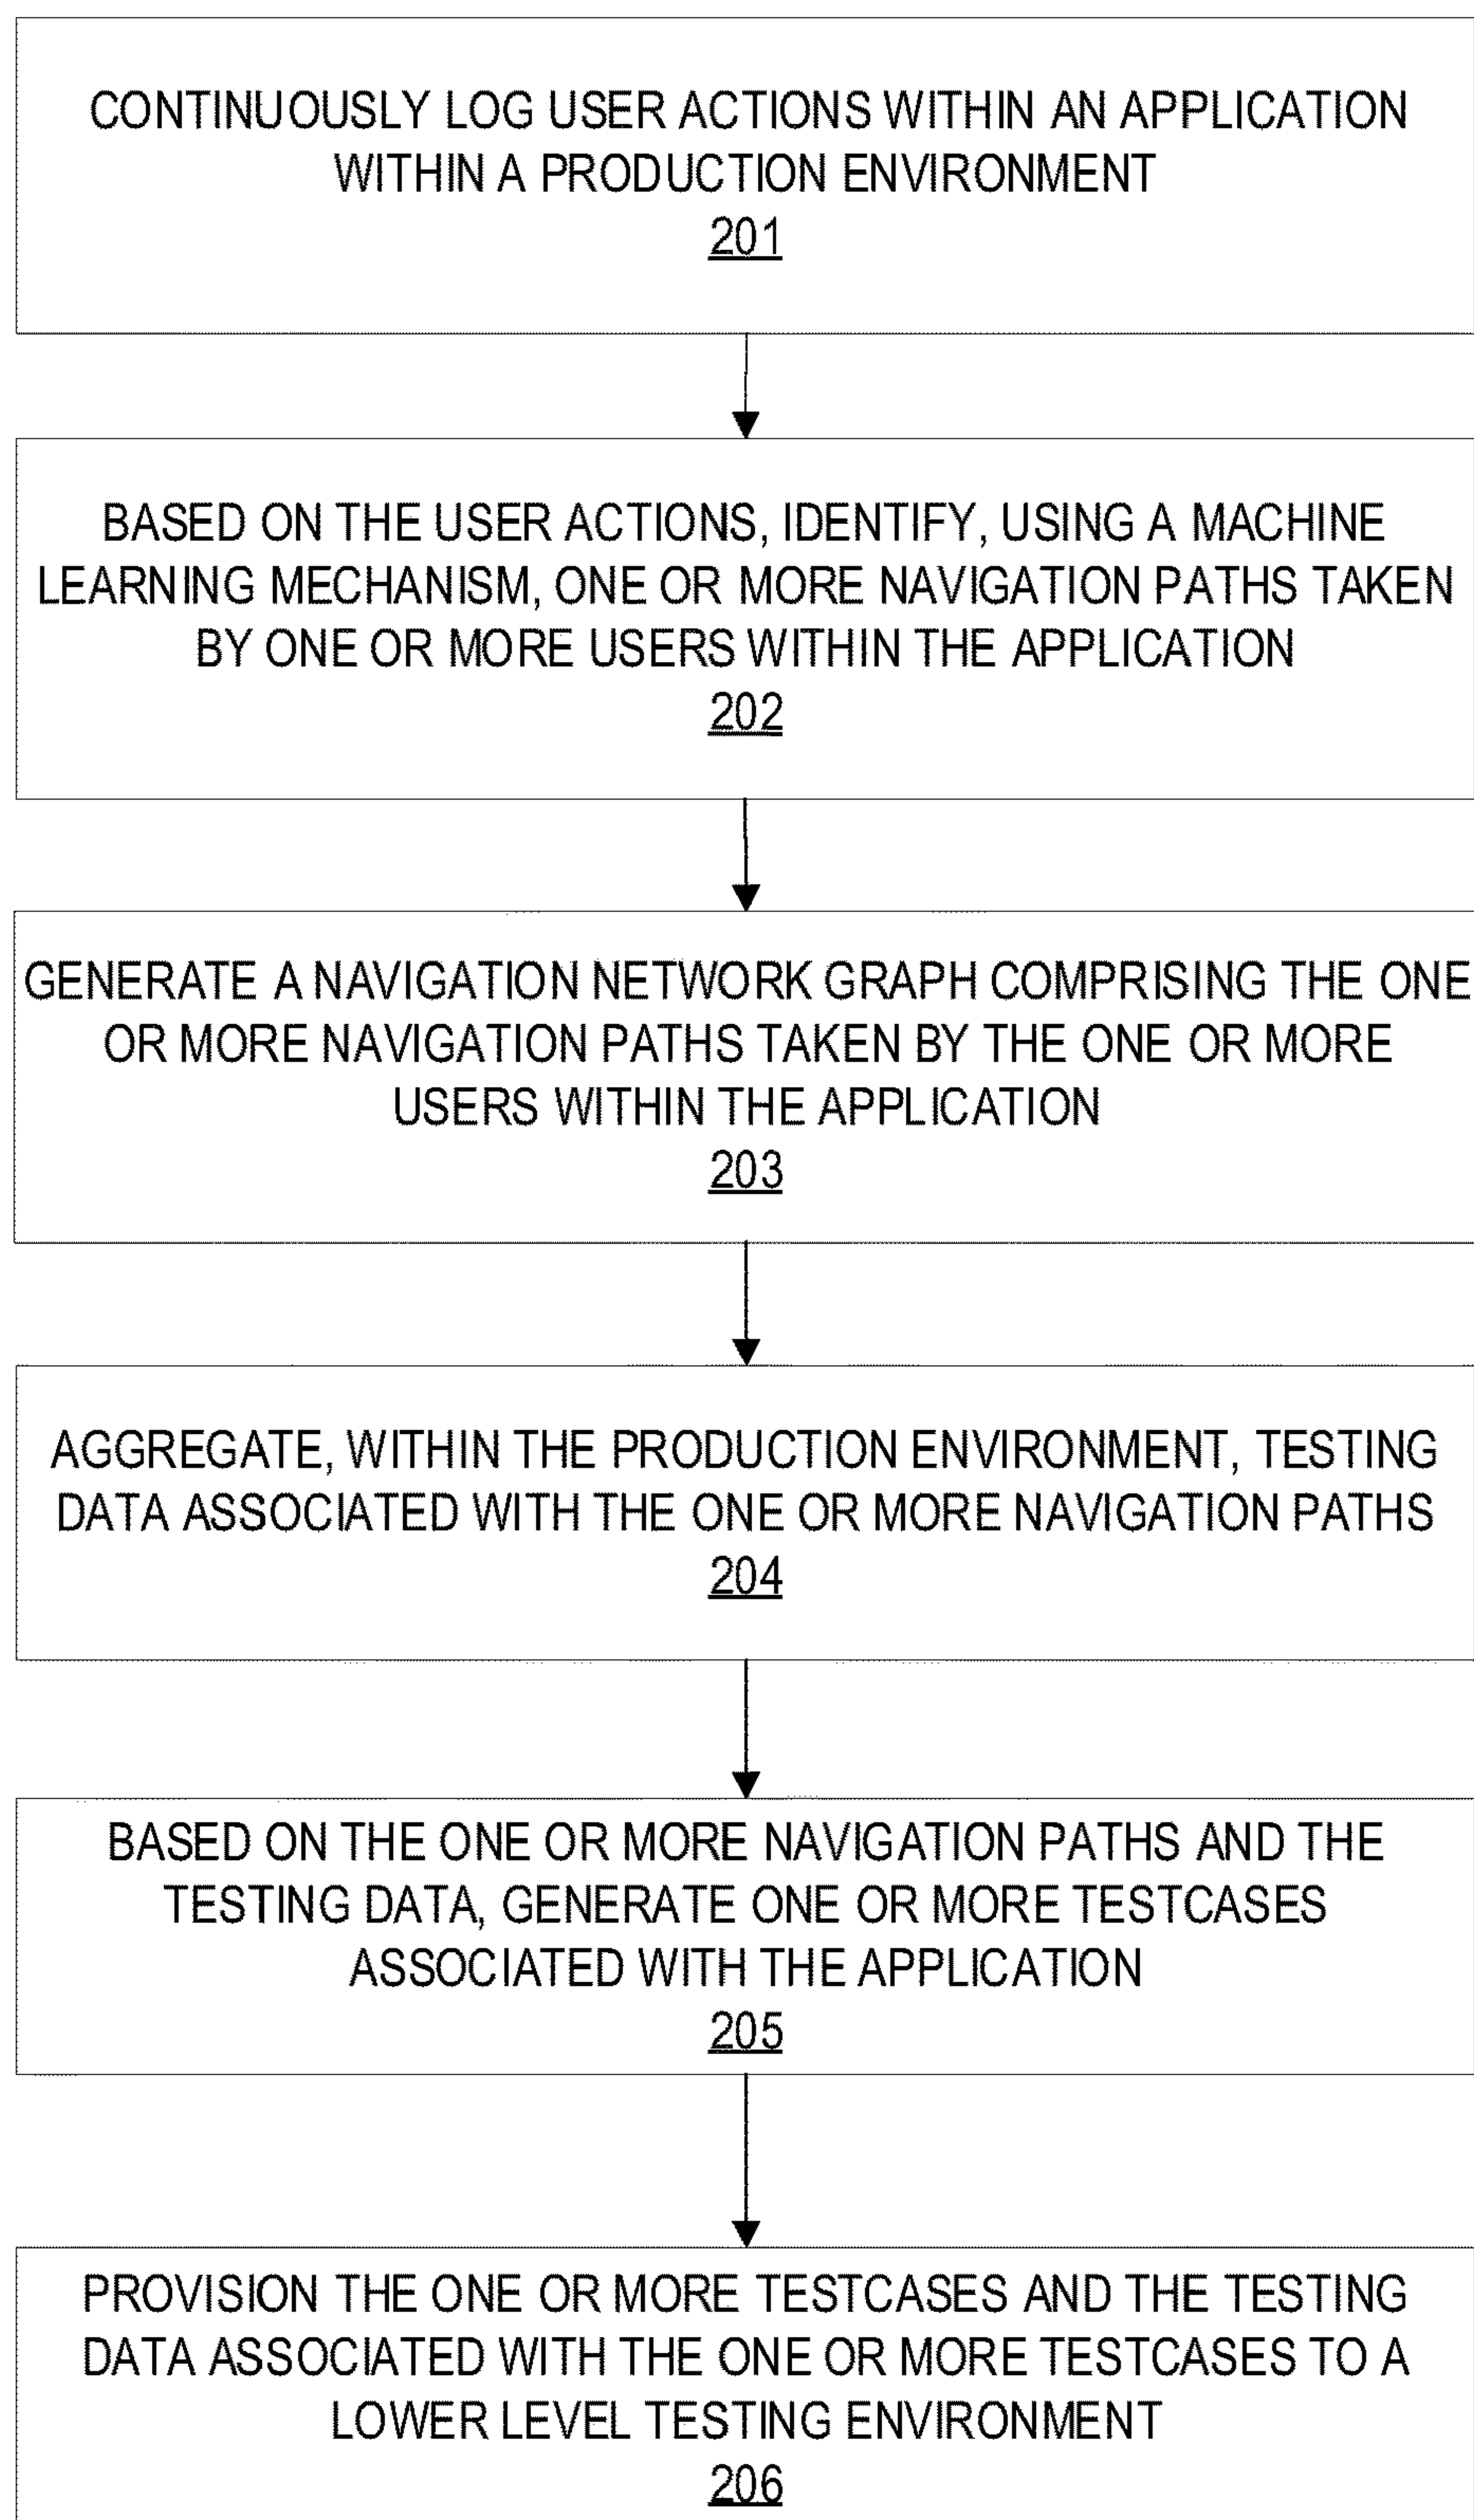 CONTINUOUSLY LOG USER ACTIONS WITHIN AN APPLICATION
WITHIN A PRODUCTION ENVIRONMENT
201
BASED ON THE USER ACTIONS, IDENTIFY, USING A MACHINE
LEARNING MECHANISM, ONE OR MORE NAVIGATION PATHS TAKEN
BY ONE OR MORE USERS WITHIN THE APPLICATION
202
GENERATE A NAVIGATION NETWORK GRAPH COMPRISING THE ONE
OR MORE NAVIGATION PATHS TAKEN BY THE ONE OR MORE
USERS WITHIN THE APPLICATION
203
AGGREGATE, WITHIN THE PRODUCTION ENVIRONMENT, TESTING
DATA ASSOCIATED WITH THE ONE OR MORE NAVIGATION PATHS
204
BASED ON THE ONE OR MORE NAVIGATION PATHS AND THE
TESTING DATA, GENERATE ONE OR MORE TESTCASES
ASSOCIATED WITH THE APPLICATION
205
PROVISION THE ONE OR MORE TESTCASES AND THE TESTING
DATA ASSOCIATED WITH THE ONE OR MORE TESTCASES TO A
LOWER LEVEL TESTING ENVIRONMENT
206